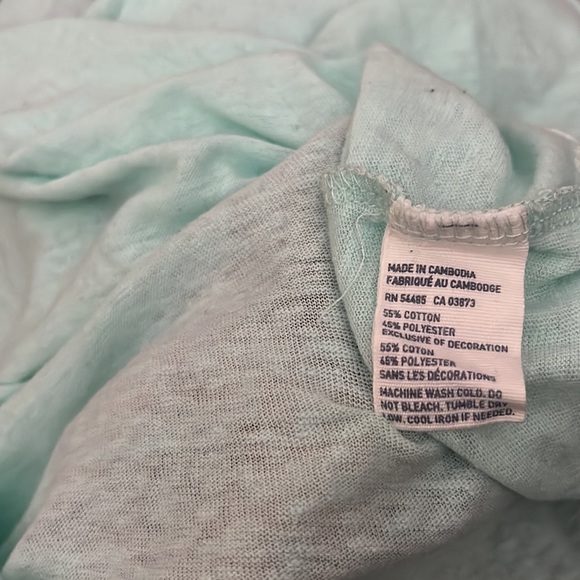 MADE IN CAMBODIA
FABRIQUÉ AU CAMBODGE
RN 54485 CA 03873
55% COTTON
45% POLYESTER
EXCLUSIVE OF DECORATION
55% COTON
45% POLYESTER
SANS LES DÉCORATIONS
MACHINE WASH COLD. DO
NOT BLEACH. TUMBLE DRY
LOW. COOL IRON IF NEEDED.